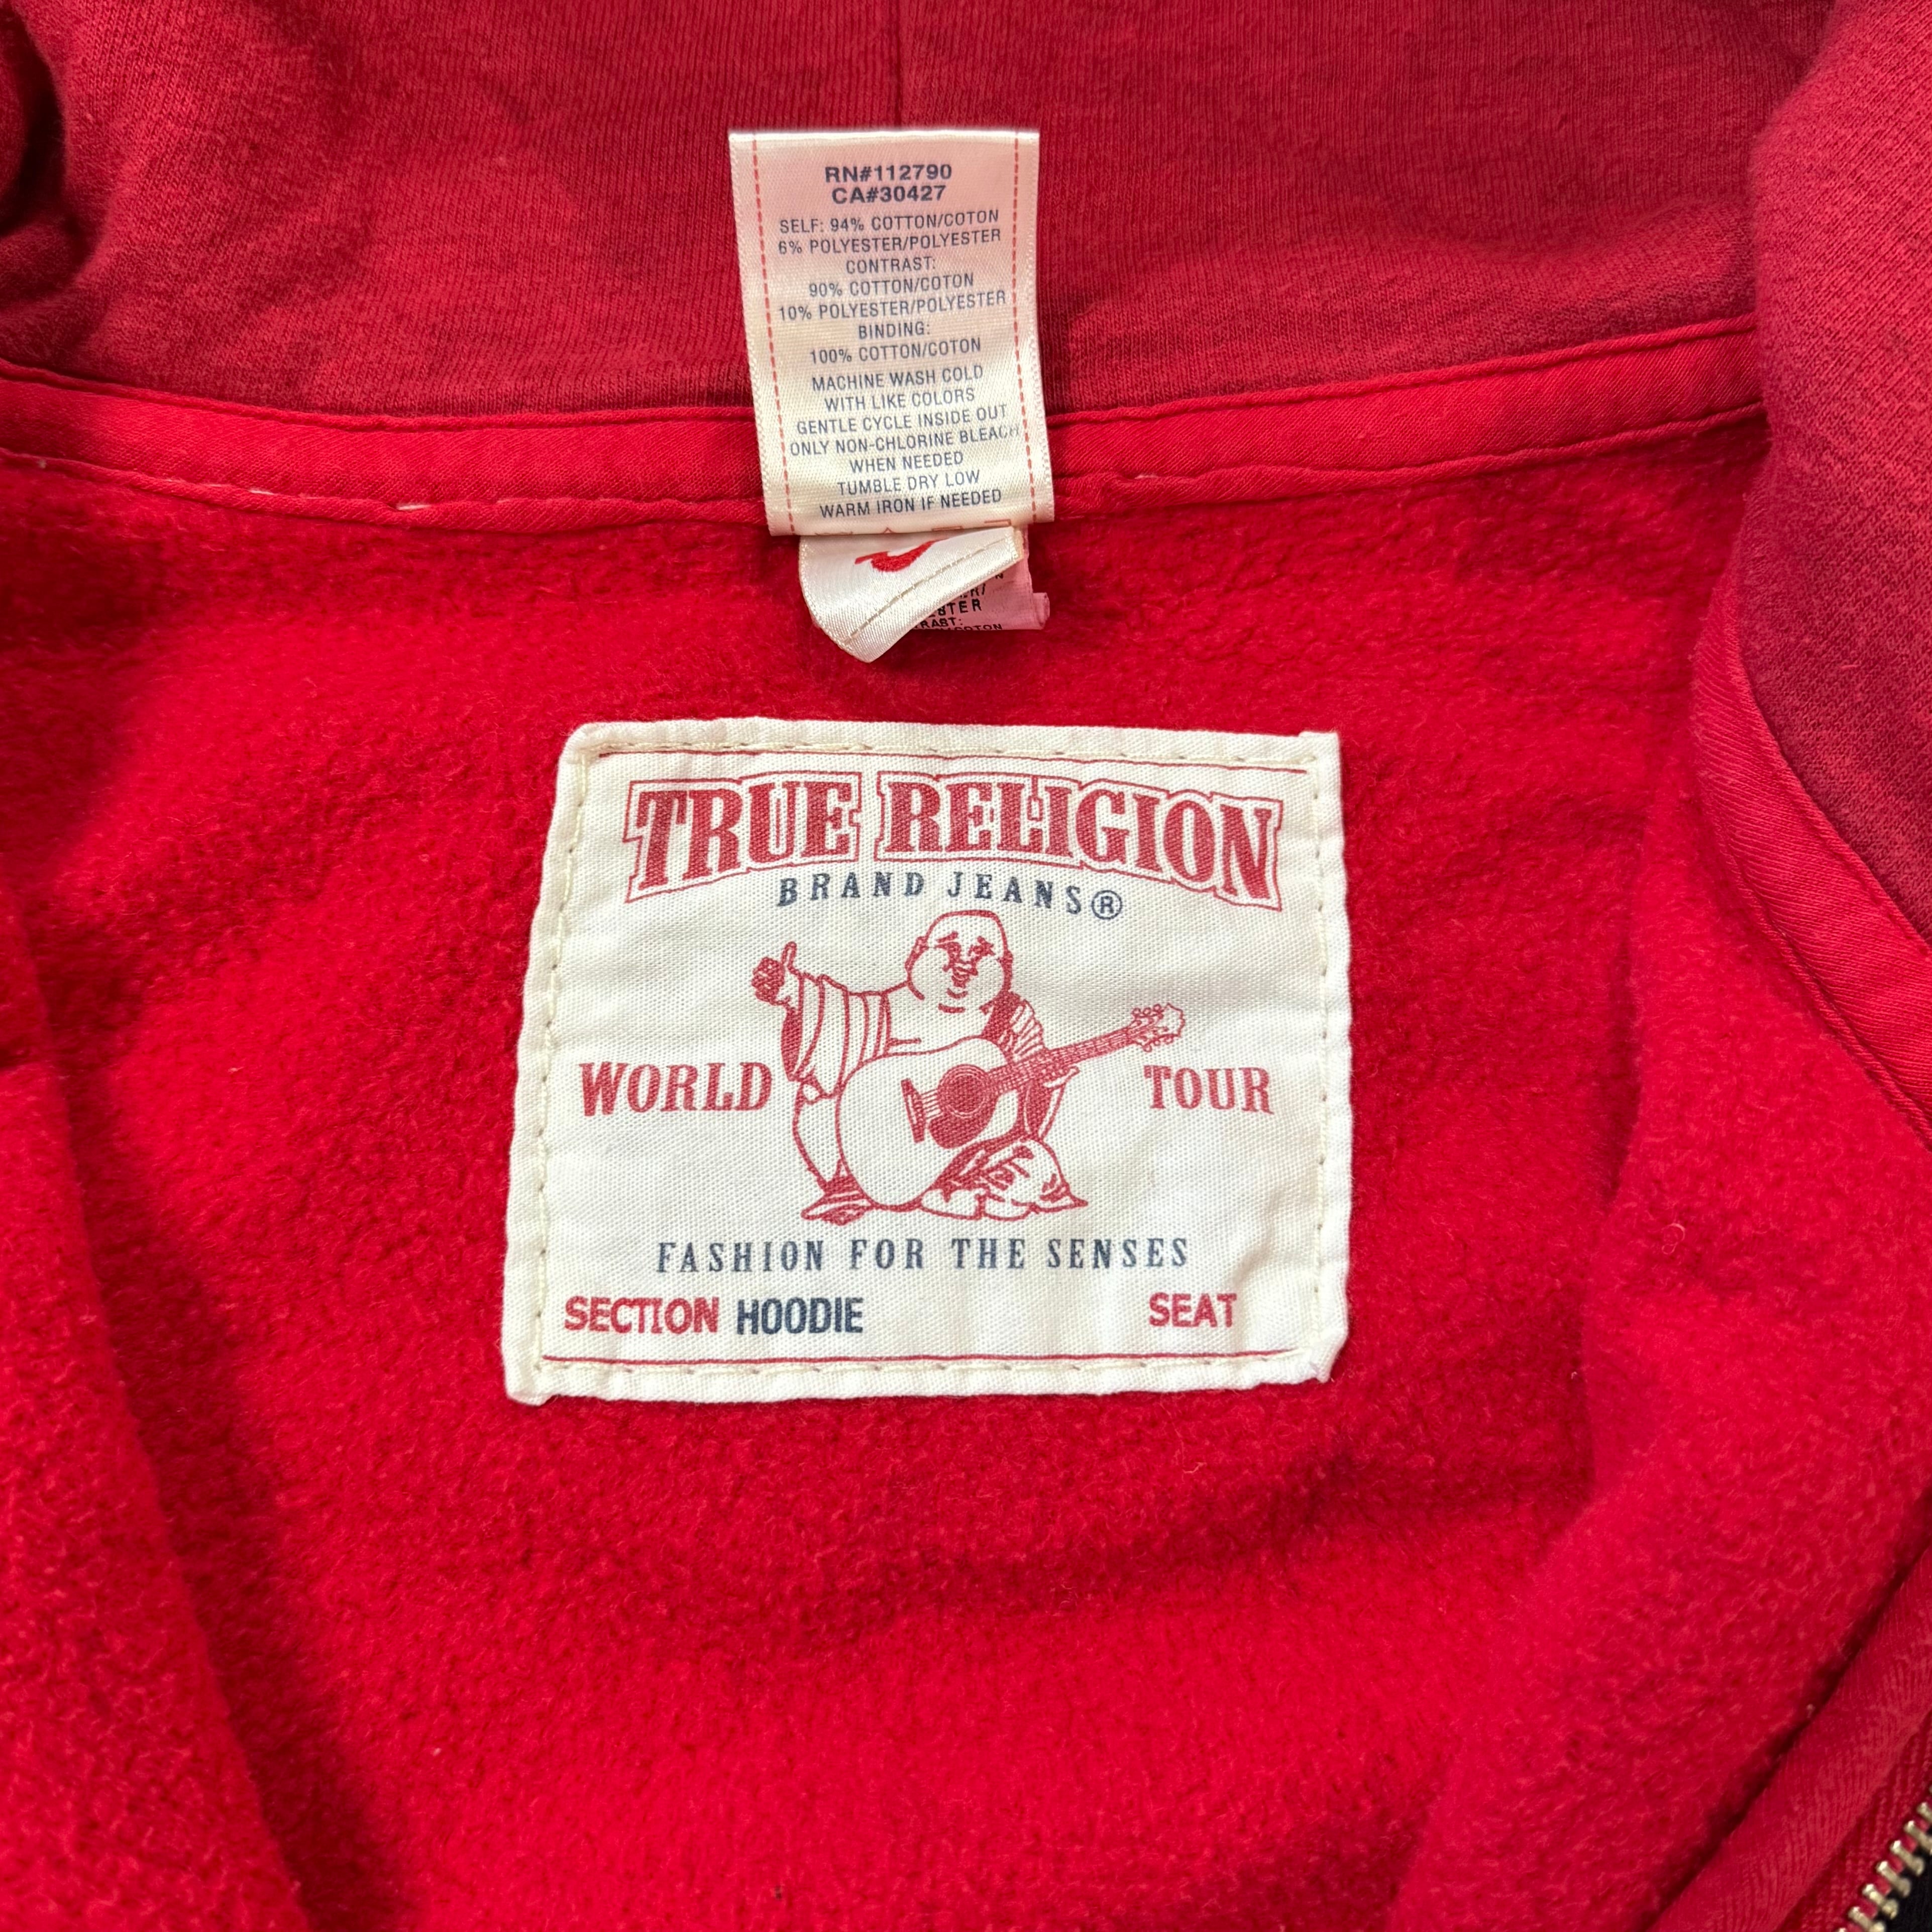 RN#112790
CA#30427
SELF: 94% COTTON/COTON
6% POLYESTER/POLYESTER
CONTRAST:
90% COTTON/COTON
10% POLYESTER/POLYESTER
BINDING:
100% COTTON/COTON
MACHINE WASH COLD
WITH LIKE COLORS
GENTLE CYCLE INSIDE OUT
ONLY NON-CHLORINE BLEACH
WHEN NEEDED
TUMBLE DRY LOW
WARM IRON IF NEEDED
TRUE RELIGION
BRAND JEANS®
WORLD TOUR
FASHION FOR THE SENSES
SECTION HOODIE SEAT